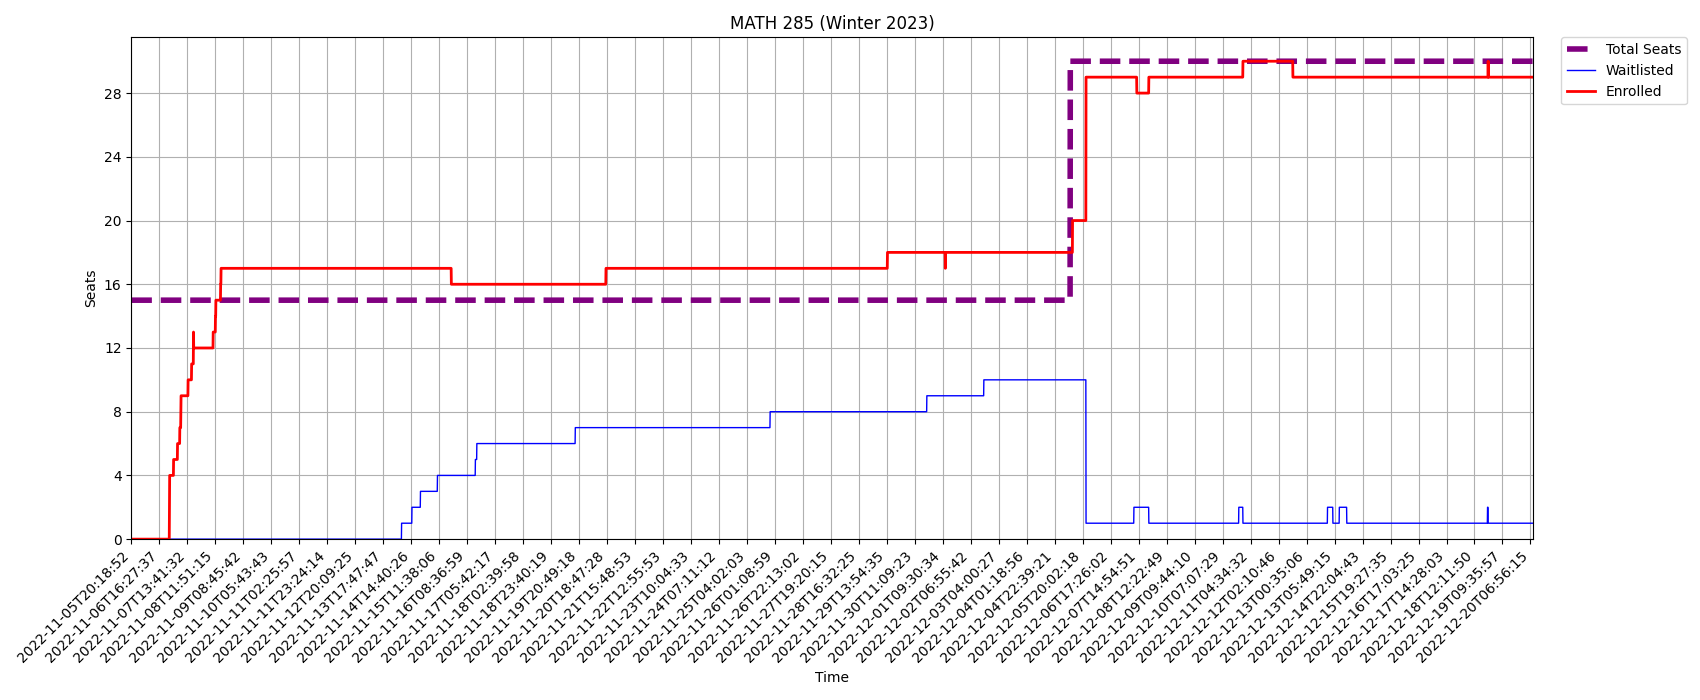 MATH 285 (Winter 2023)
Total Seats
Waitlisted
Enrolled
Seats
28
24
20
16
12
8
4
0
2022-11-05T20:18:52
2022-11-06T16:27:37
2022-11-07T13:41:32
2022-11-08T11:51:15
2022-11-09T08:45:42
2022-11-10T05:43:43
2022-11-11T02:25:57
2022-11-11T23:24:14
2022-11-12T20:09:25
2022-11-13T17:47:47
2022-11-14T14:40:26
2022-11-15T11:38:06
2022-11-16T08:36:59
2022-11-17T05:42:17
2022-11-18T02:39:58
2022-11-18T23:40:19
2022-11-19T20:49:18
2022-11-20T18:47:28
2022-11-21T15:48:53
2022-11-22T12:55:53
2022-11-23T10:04:33
2022-11-24T07:11:12
2022-11-25T04:02:03
2022-11-26T01:08:59
2022-11-26T22:13:02
2022-11-27T19:20:15
2022-11-28T16:32:25
2022-11-29T13:54:35
2022-11-30T11:09:23
2022-12-01T09:30:34
2022-12-02T06:55:42
2022-12-03T04:00:27
2022-12-04T01:18:56
2022-12-04T22:39:21
2022-12-05T20:02:18
2022-12-06T17:26:02
2022-12-07T14:54:51
2022-12-08T12:22:49
2022-12-09T09:44:10
2022-12-10T07:07:29
2022-12-11T04:34:32
2022-12-12T02:10:46
2022-12-13T00:35:06
2022-12-13T05:49:15
2022-12-14T22:04:43
2022-12-15T19:27:35
2022-12-16T17:03:25
2022-12-17T14:28:03
2022-12-18T12:11:50
2022-12-19T09:35:57
2022-12-20T06:56:15
Time